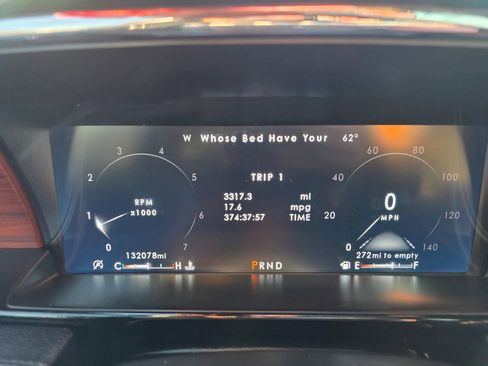 W Whose Bed Have Your 62°
TRIP 1
3317.3 mi
17.6 mpg
374:37:57 TIME
0 1 2 3 4 5 6 7
RPM
x1000
0 20 40 60 80 100 120 140
0
MPH
132078mi
272mi to empty
C H
PRND
E F